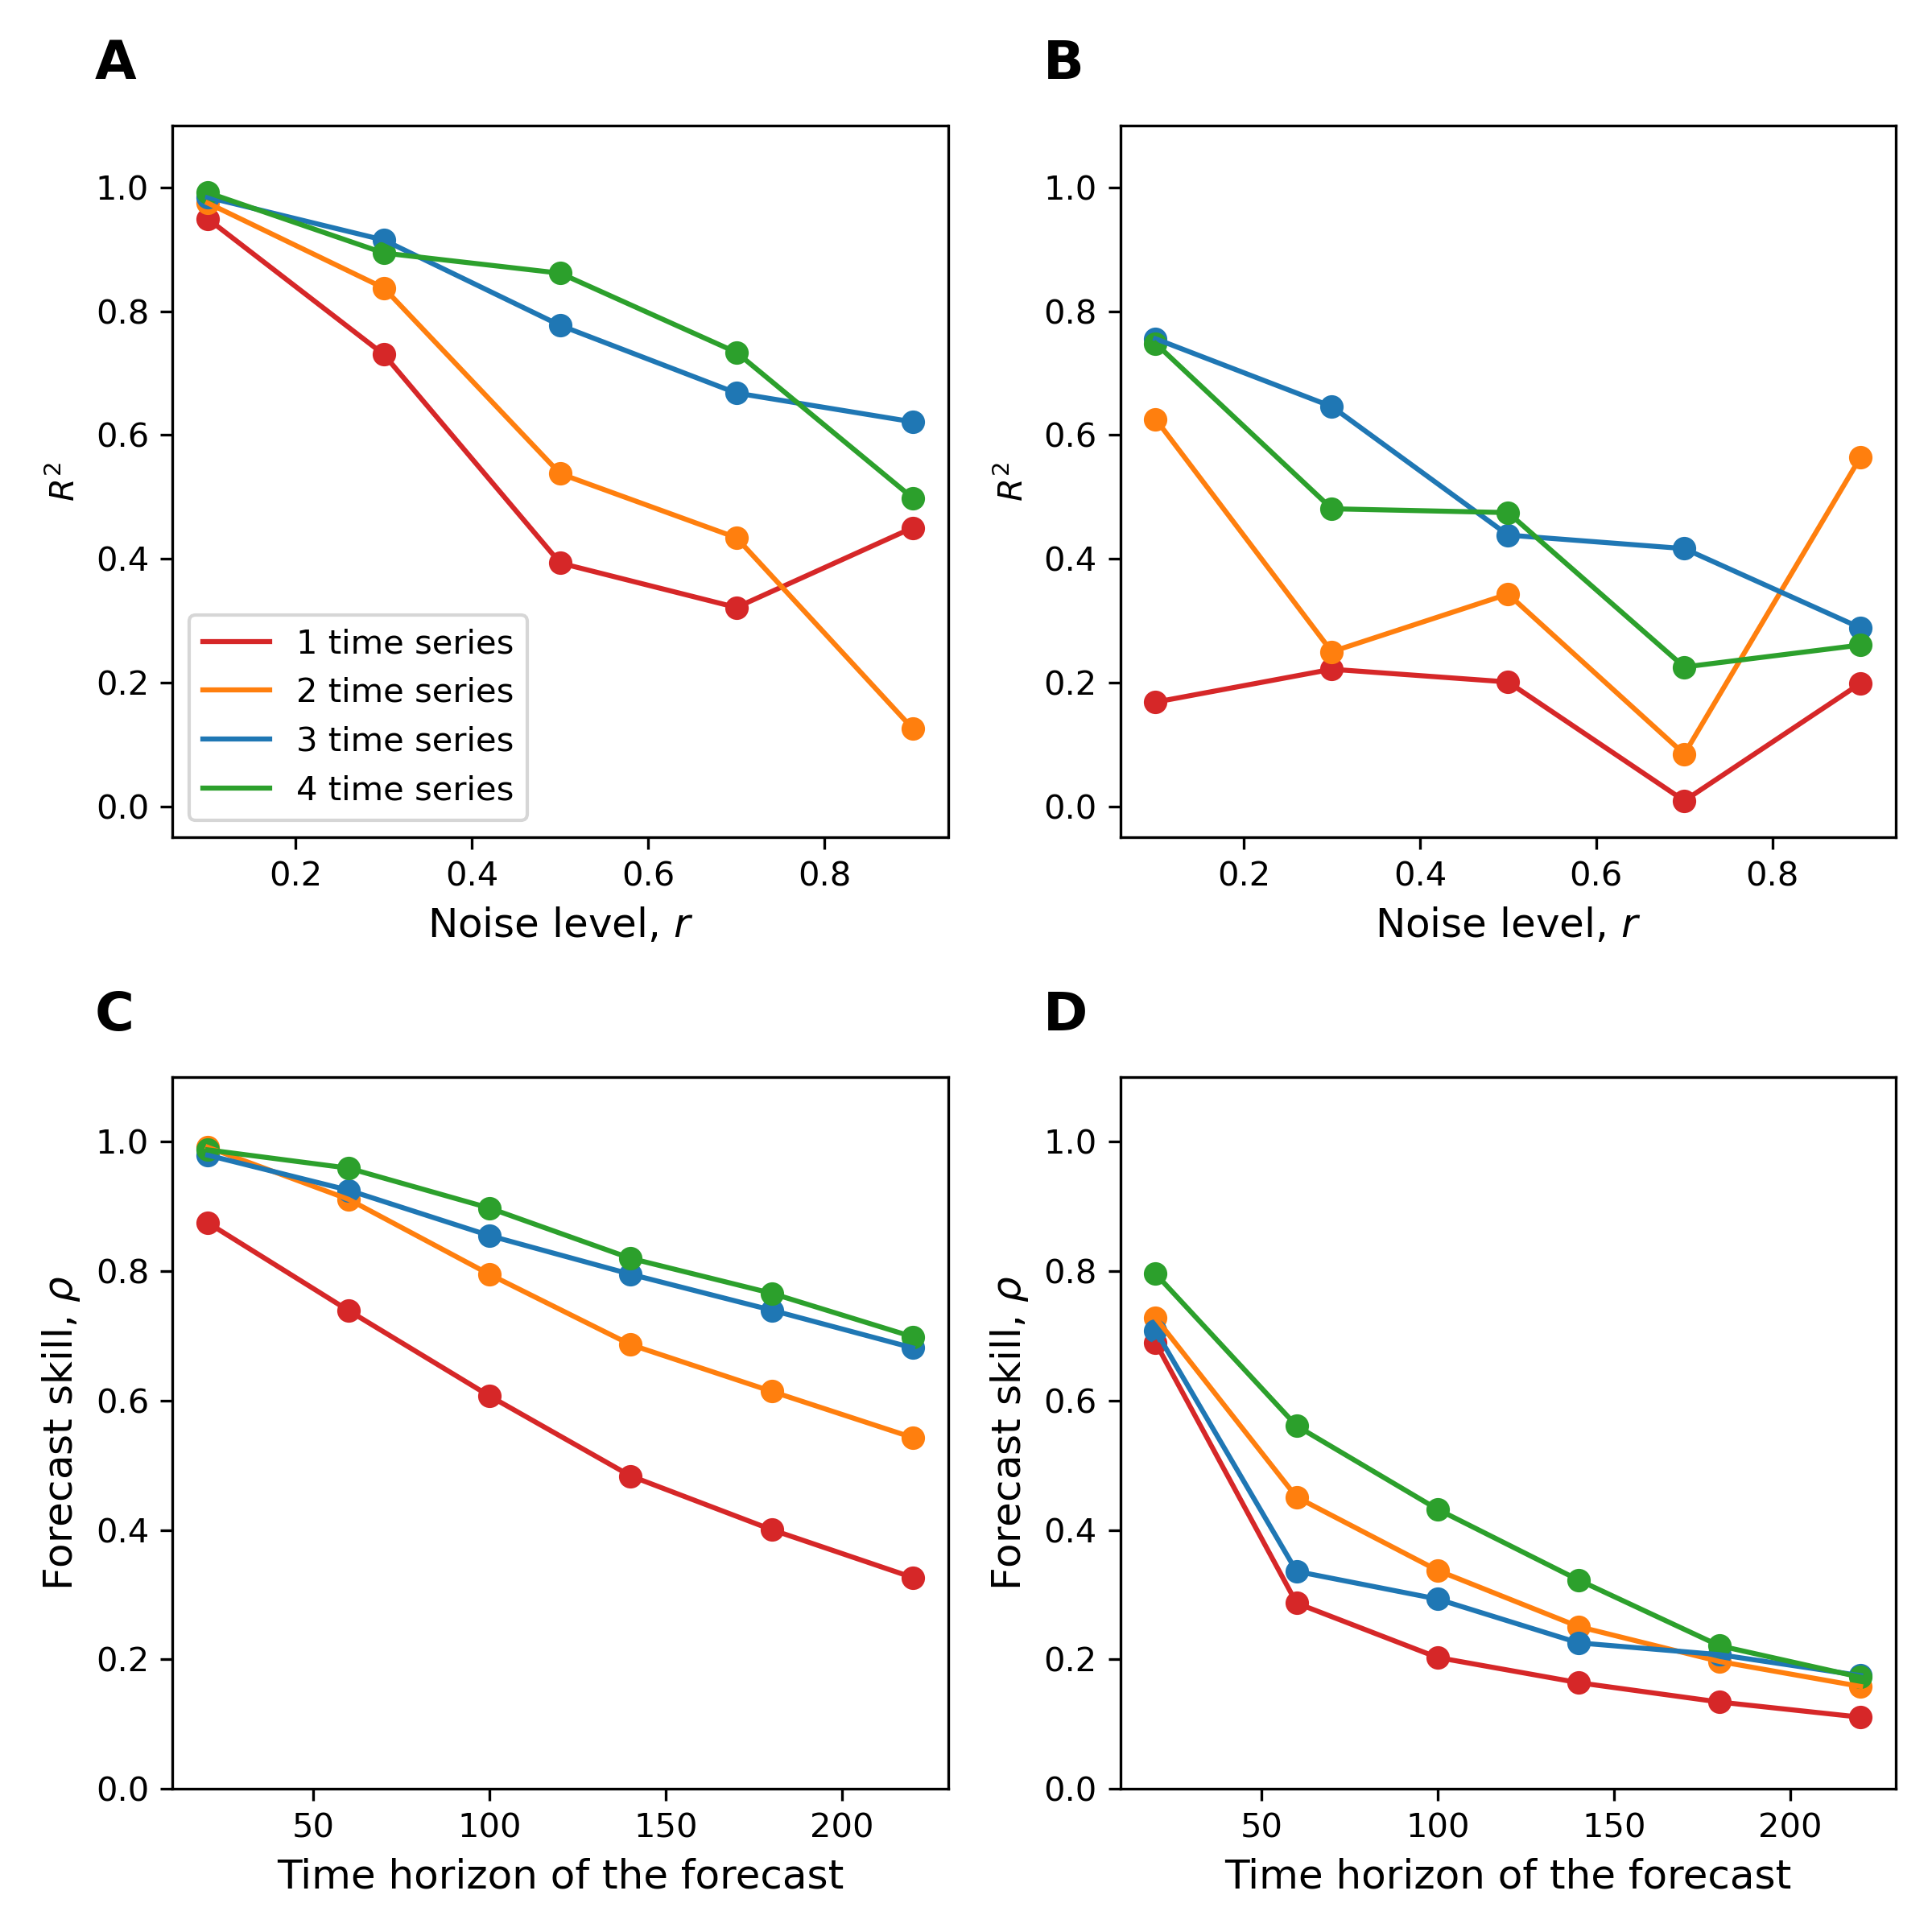 A
1.0
0.8
0.6
0.4
0.2
0.0
R²
1 time series
2 time series
3 time series
4 time series
0.2 0.4 0.6 0.8
Noise level, r
B
1.0
0.8
0.6
0.4
0.2
0.0
R²
0.2 0.4 0.6 0.8
Noise level, r
C
1.0
0.8
0.6
0.4
0.2
0.0
Forecast skill, ρ
50 100 150 200
Time horizon of the forecast
D
1.0
0.8
0.6
0.4
0.2
0.0
Forecast skill, ρ
50 100 150 200
Time horizon of the forecast